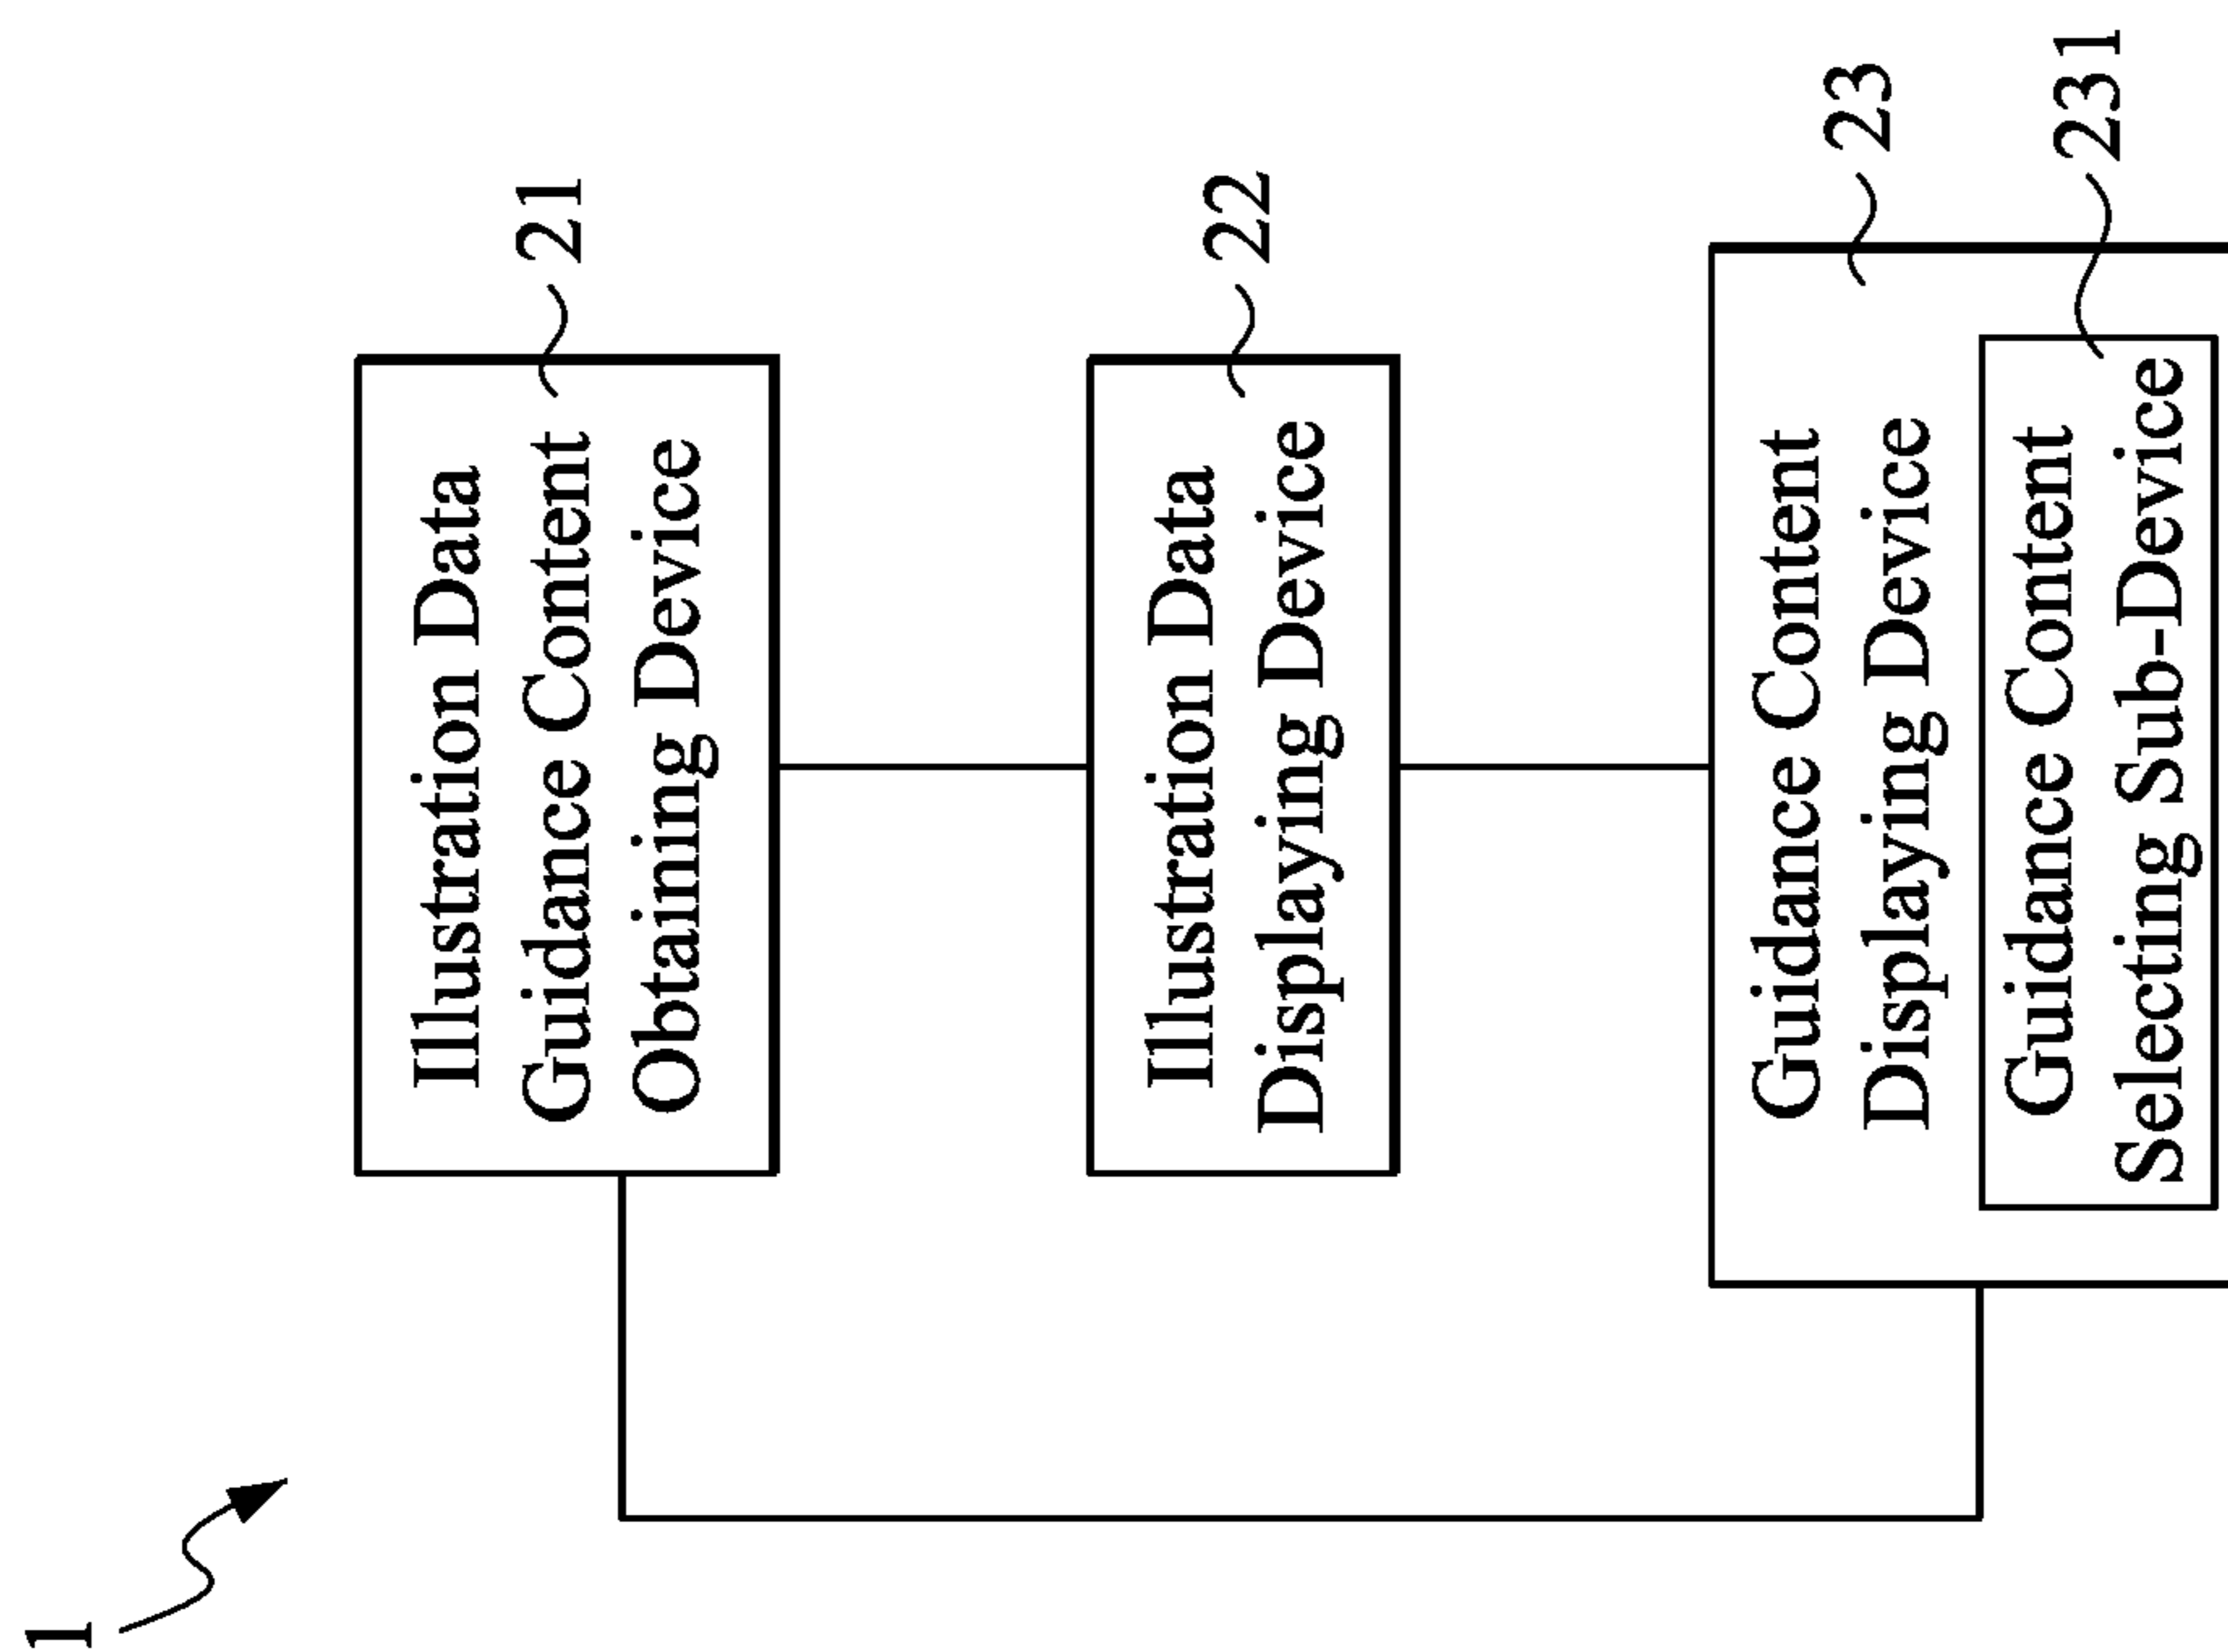 1
Illustration Data
Guidance Content
Obtaining Device
21
Illustration Data
Displaying Device
22
Guidance Content
Displaying Device
23
Guidance Content
Selecting Sub-Device
231